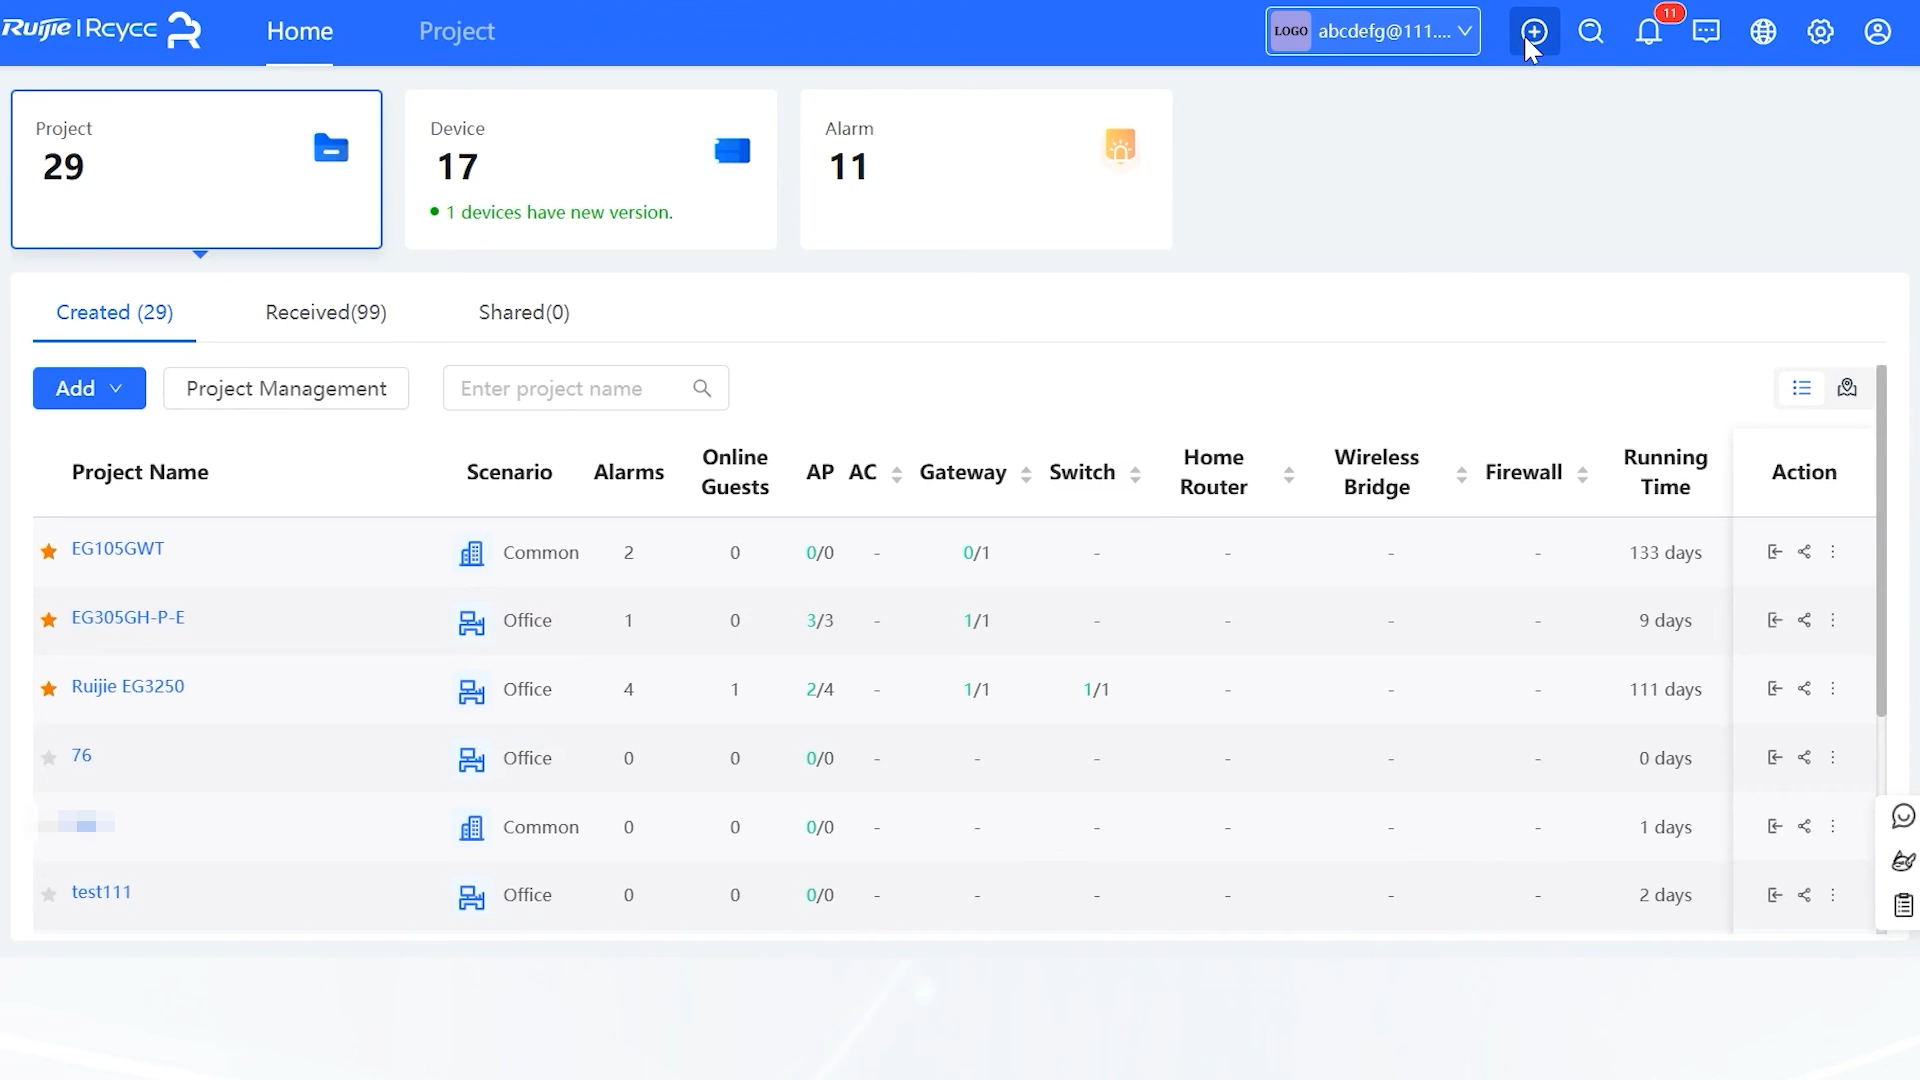 Ruijie | Reyee
Home
Project
LOGO abcdefg@111....
11
Project
29
Device
17
1 devices have new version.
Alarm
11
Created (29)
Received(99)
Shared(0)
Add
Project Management
Enter project name
Project Name Scenario Alarms Online Guests AP AC Gateway Switch Home Router Wireless Bridge Firewall Running Time Action
EG105GWT Common 2 0 0/0 - 0/1 - - - - 133 days
EG305GH-P-E Office 1 0 3/3 - 1/1 - - - - 9 days
Ruijie EG3250 Office 4 1 2/4 - 1/1 1/1 - - - 111 days
76 Office 0 0 0/0 - - - - - - 0 days
Common 0 0 0/0 - - - - - - 1 days
test111 Office 0 0 0/0 - - - - - - 2 days